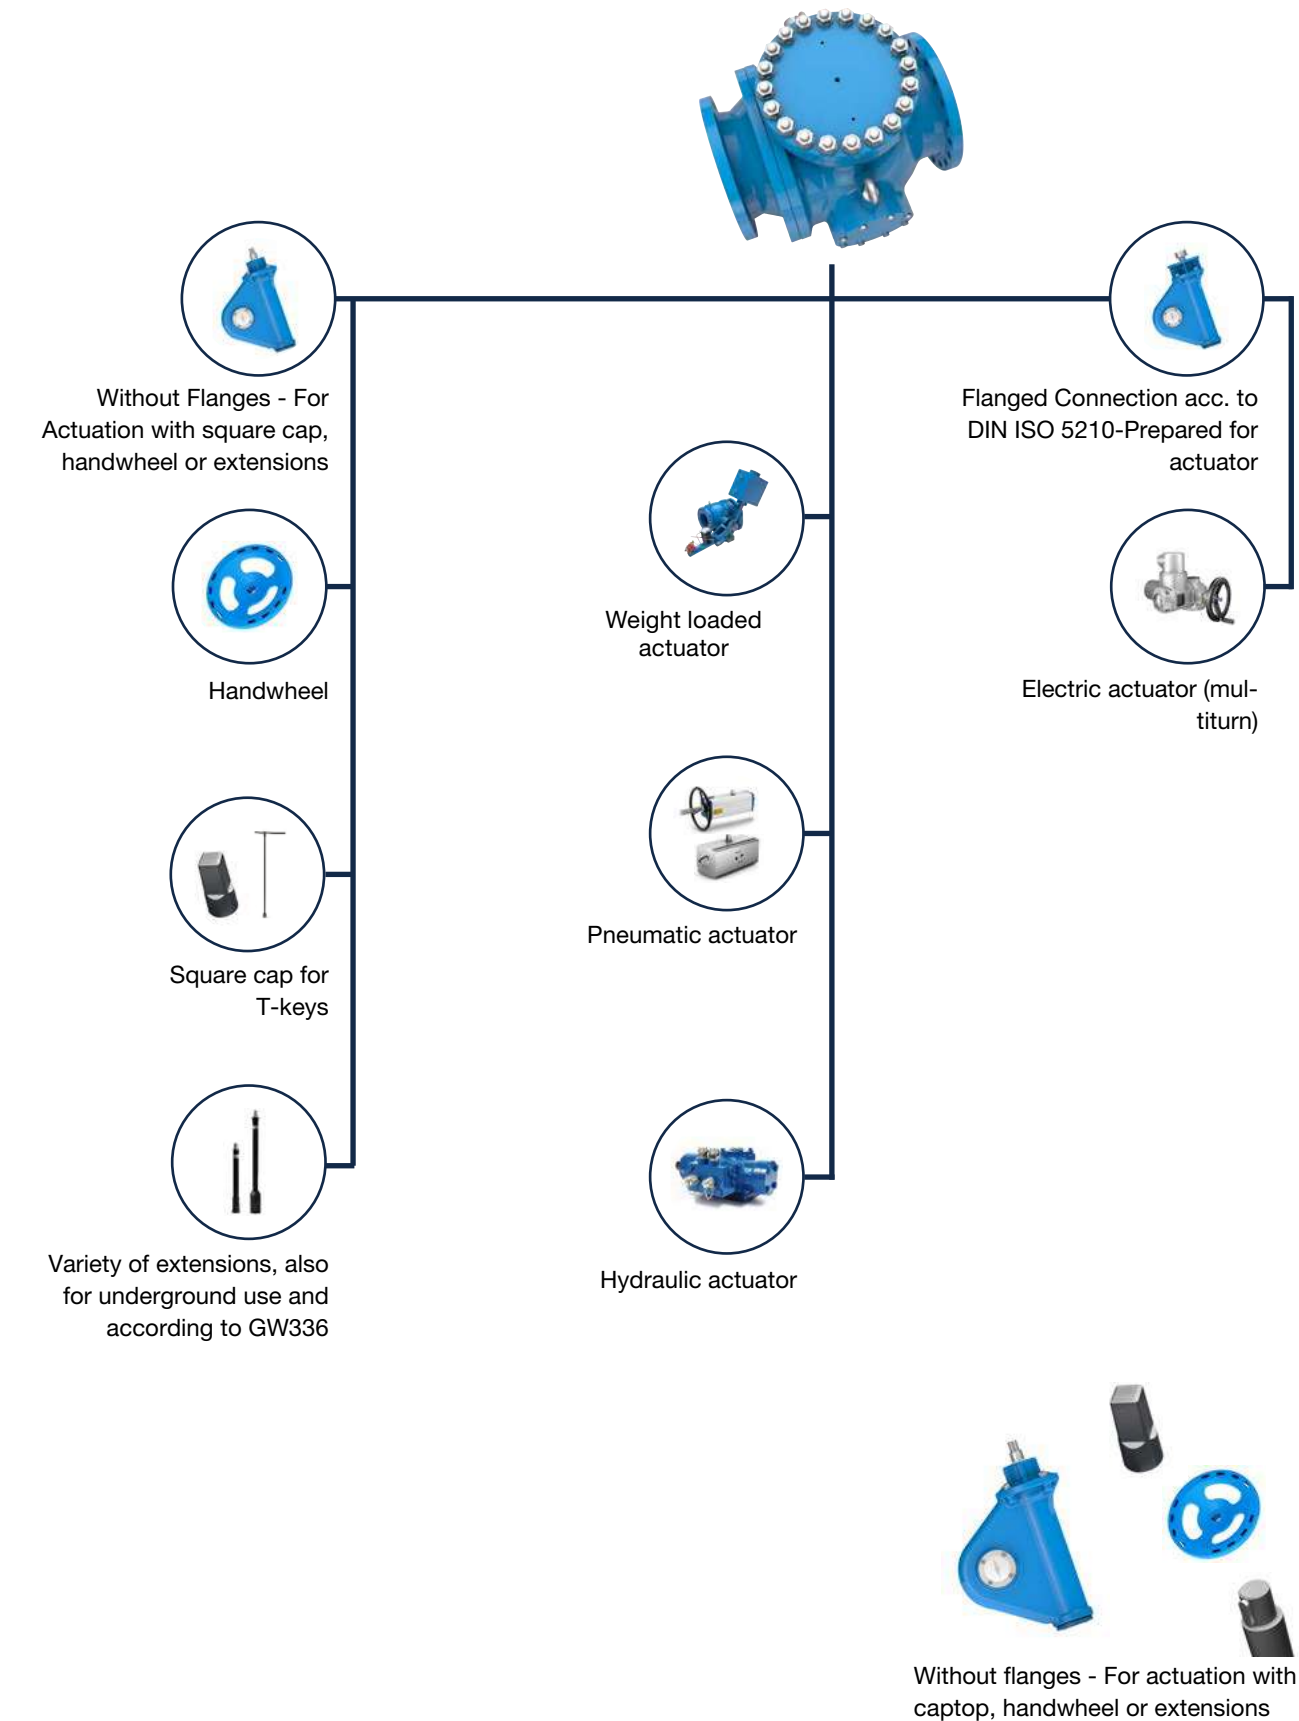 Without Flanges - For
Actuation with square cap,
handwheel or extensions
Handwheel
Square cap for
T-keys
Variety of extensions, also
for underground use and
according to GW336
Weight loaded
actuator
Pneumatic actuator
Hydraulic actuator
Flanged Connection acc. to
DIN ISO 5210-Prepared for
actuator
Electric actuator (mul-
titurn)
Without flanges - For actuation with
captop, handwheel or extensions